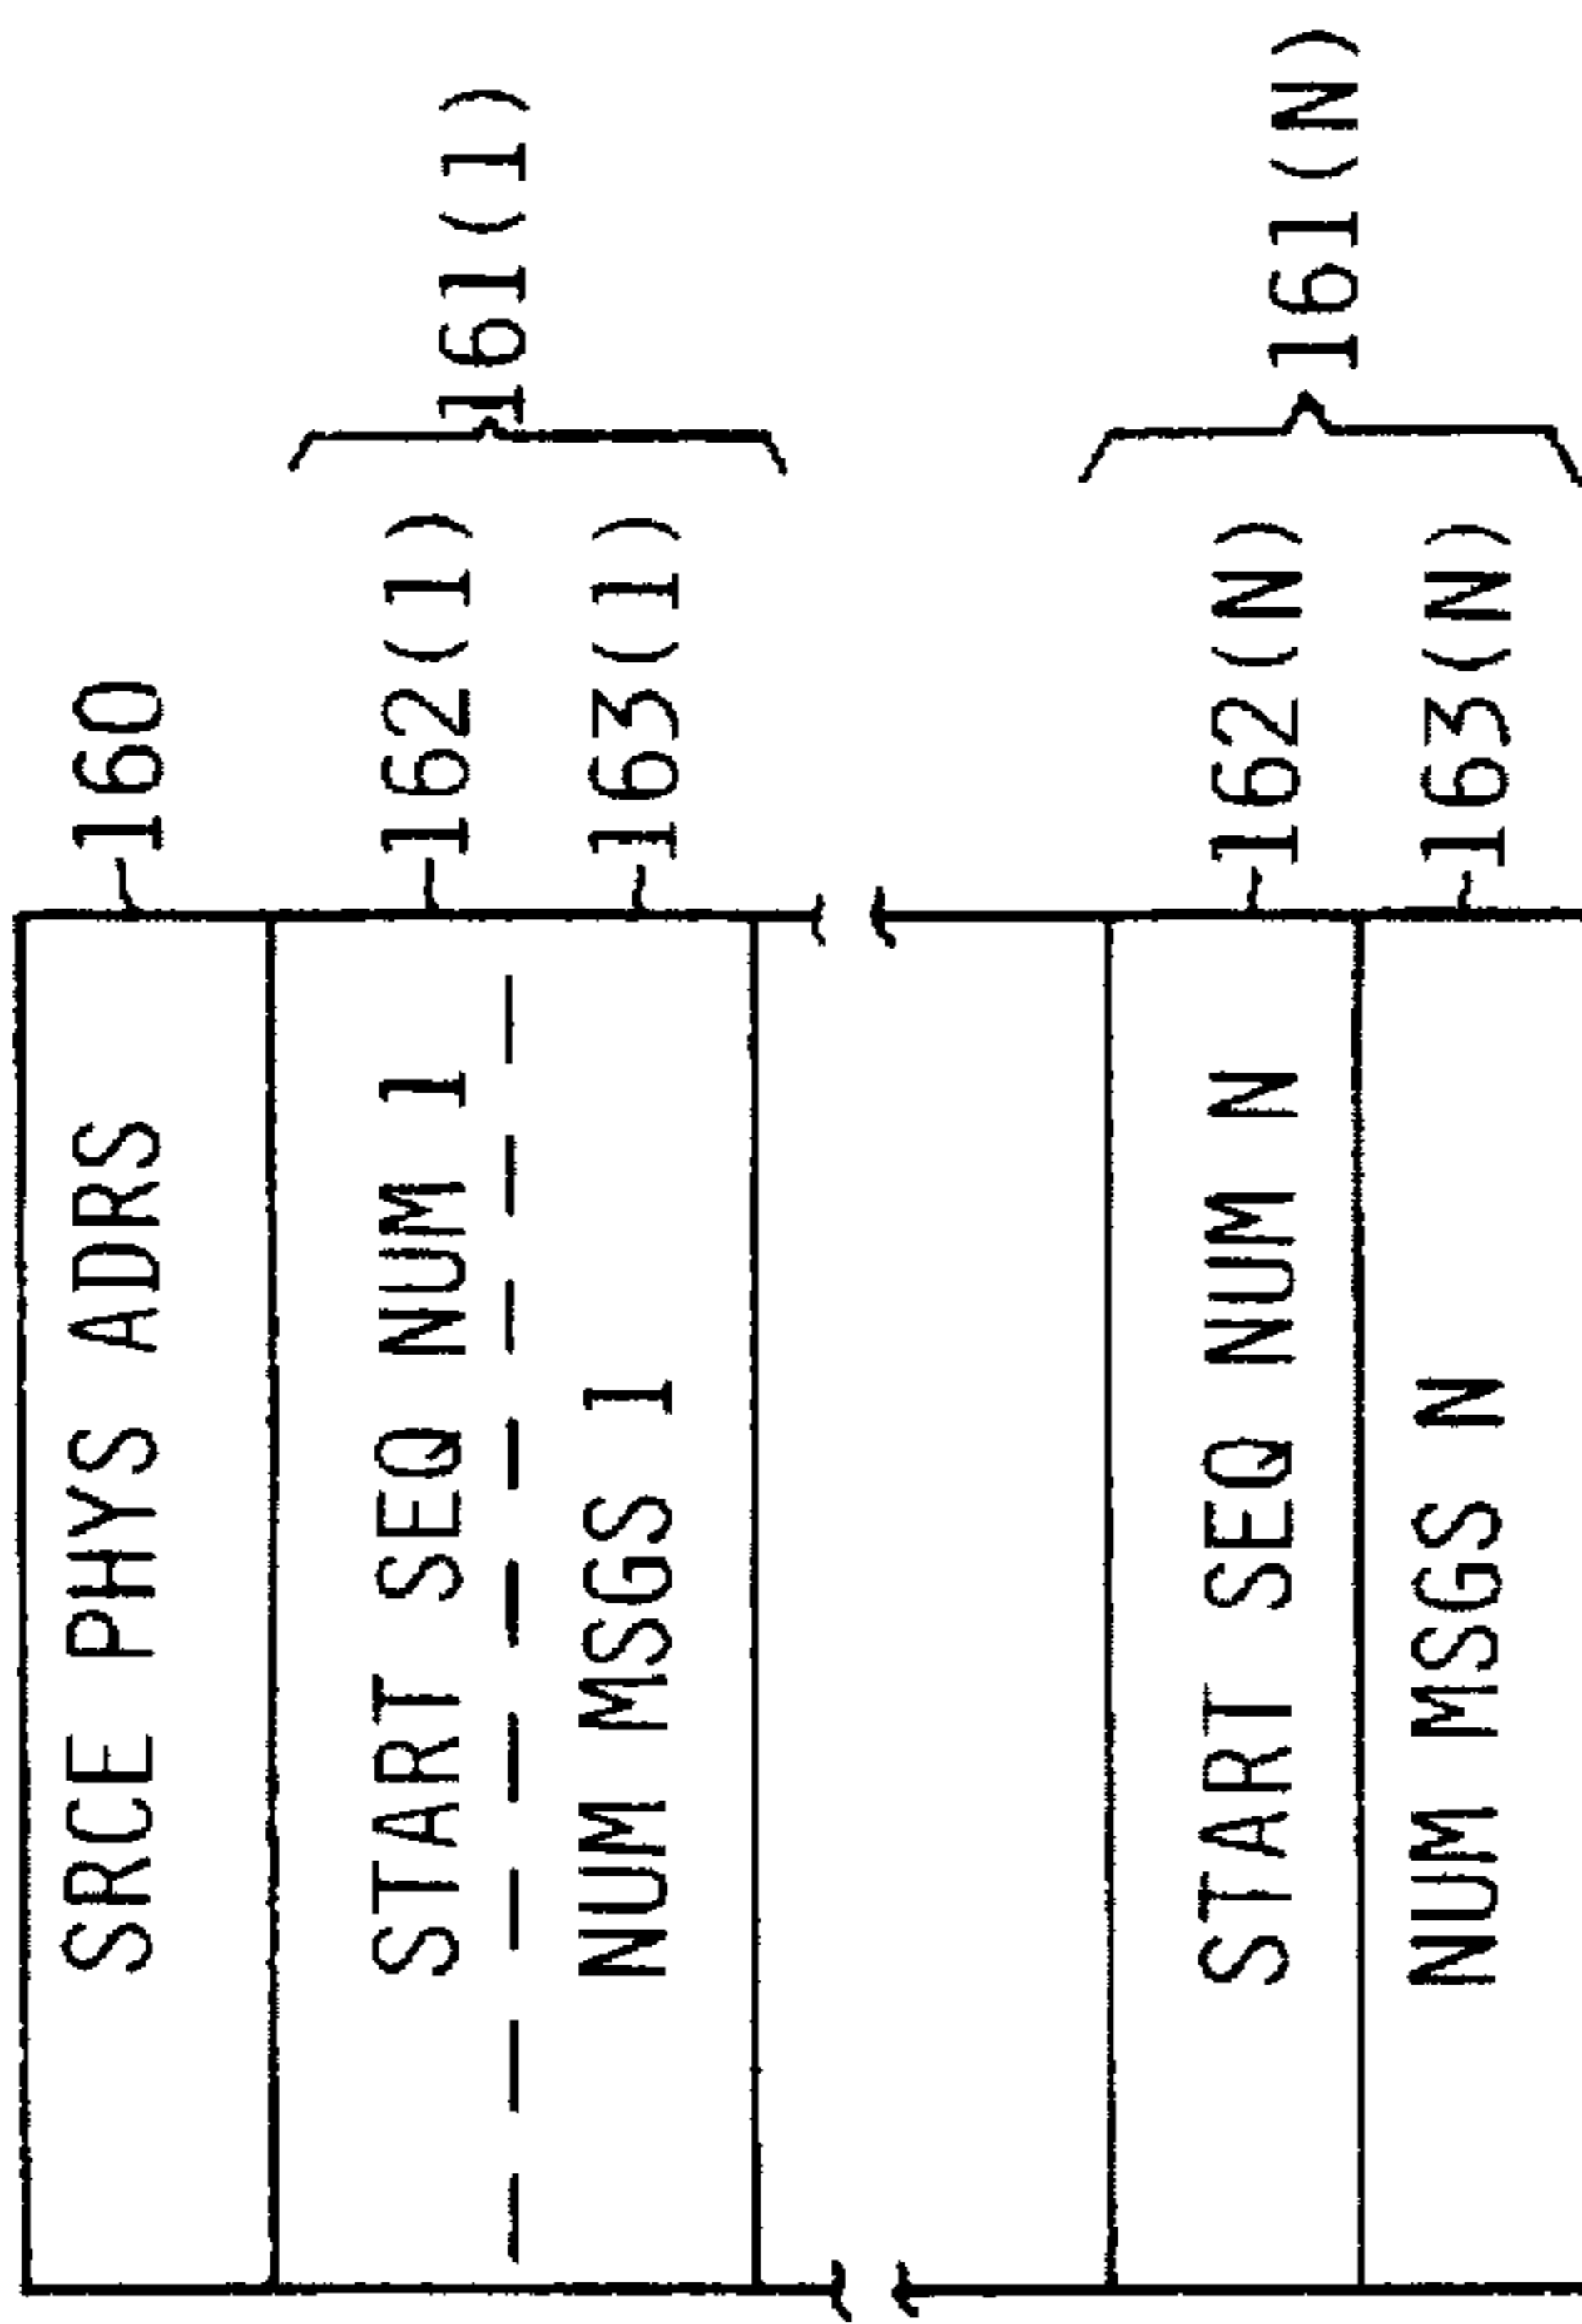 SRCE PHYS ADRS 160
START SEQ NUM 1 162(1)
161(1)
NUM MSGS 1 163(1)
START SEQ NUM N 162(N)
161(N)
NUM MSGS N 163(N)